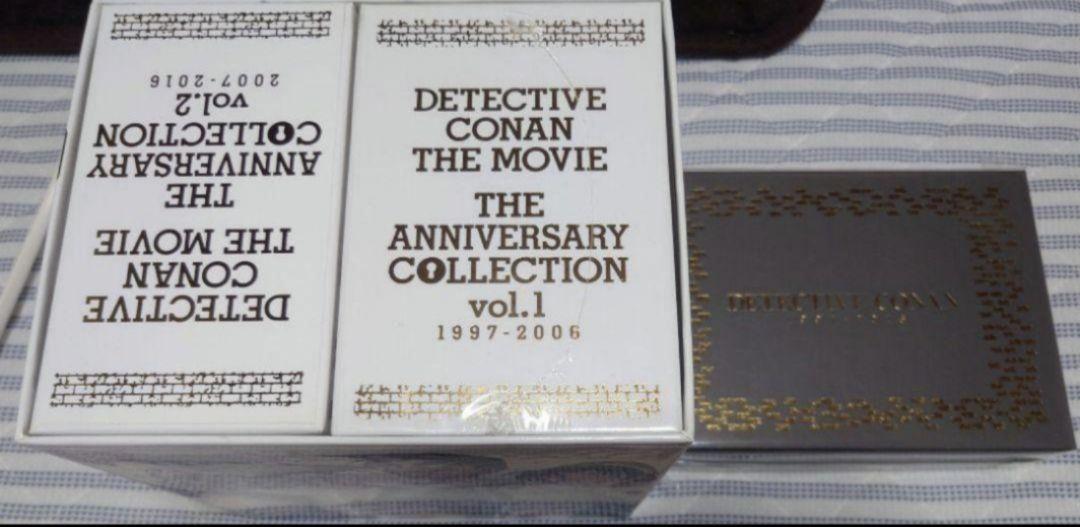 DETECTIVE
CONAN
THE MOVIE
THE
ANNIVERSARY
COLLECTION
vol.2
2007-2016
DETECTIVE
CONAN
THE MOVIE
THE
ANNIVERSARY
COLLECTION
vol.1
1997-2006
DETECTIVE CONAN